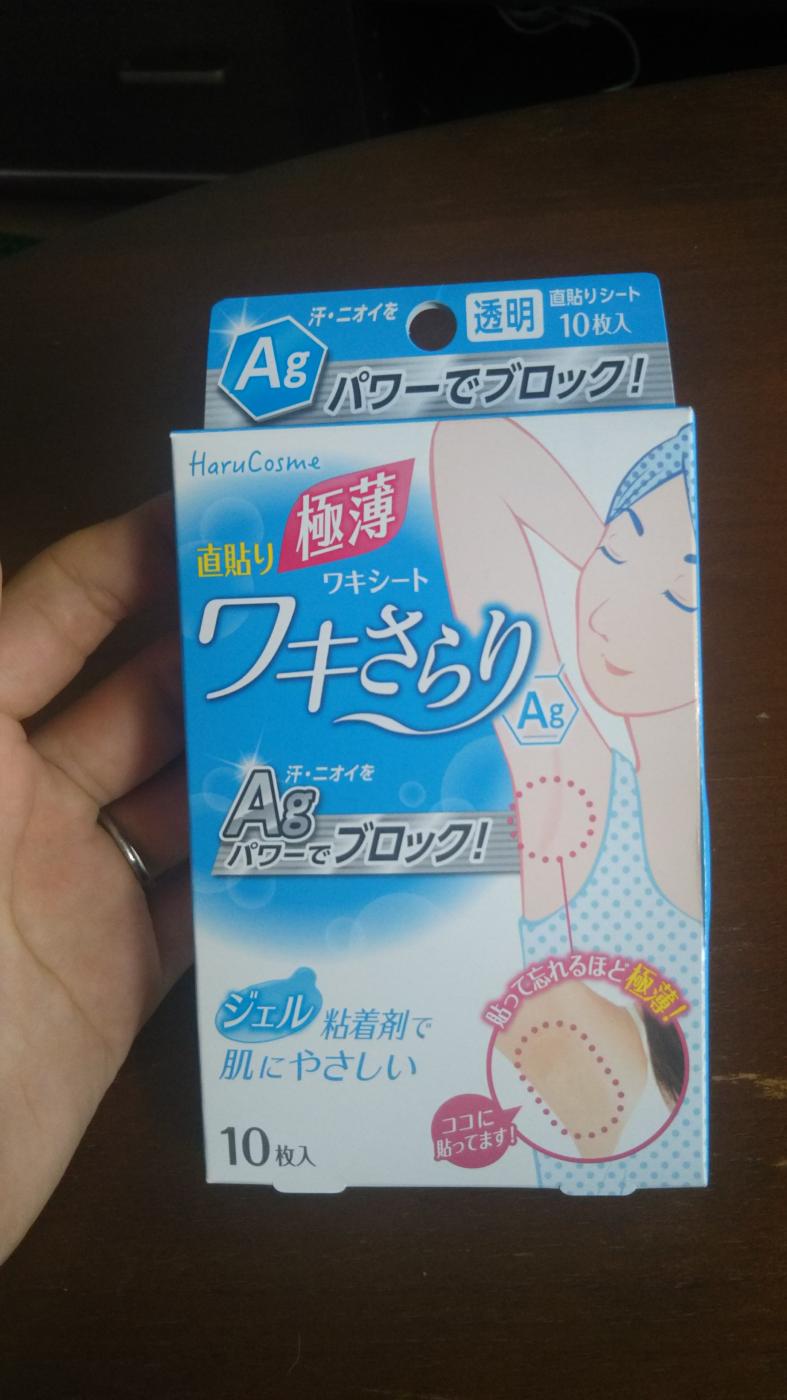 汗・ニオイを
透明
直貼りシート
10枚入
Ag
パワーでブロック!
HaruCosme
直貼り
極薄
ワキシート
ワキさらり
Ag
汗・ニオイを
Ag
パワーでブロック!
貼って忘れるほど極薄!
ジェル粘着剤で
肌にやさしい
ココに
貼ってます!
10枚入